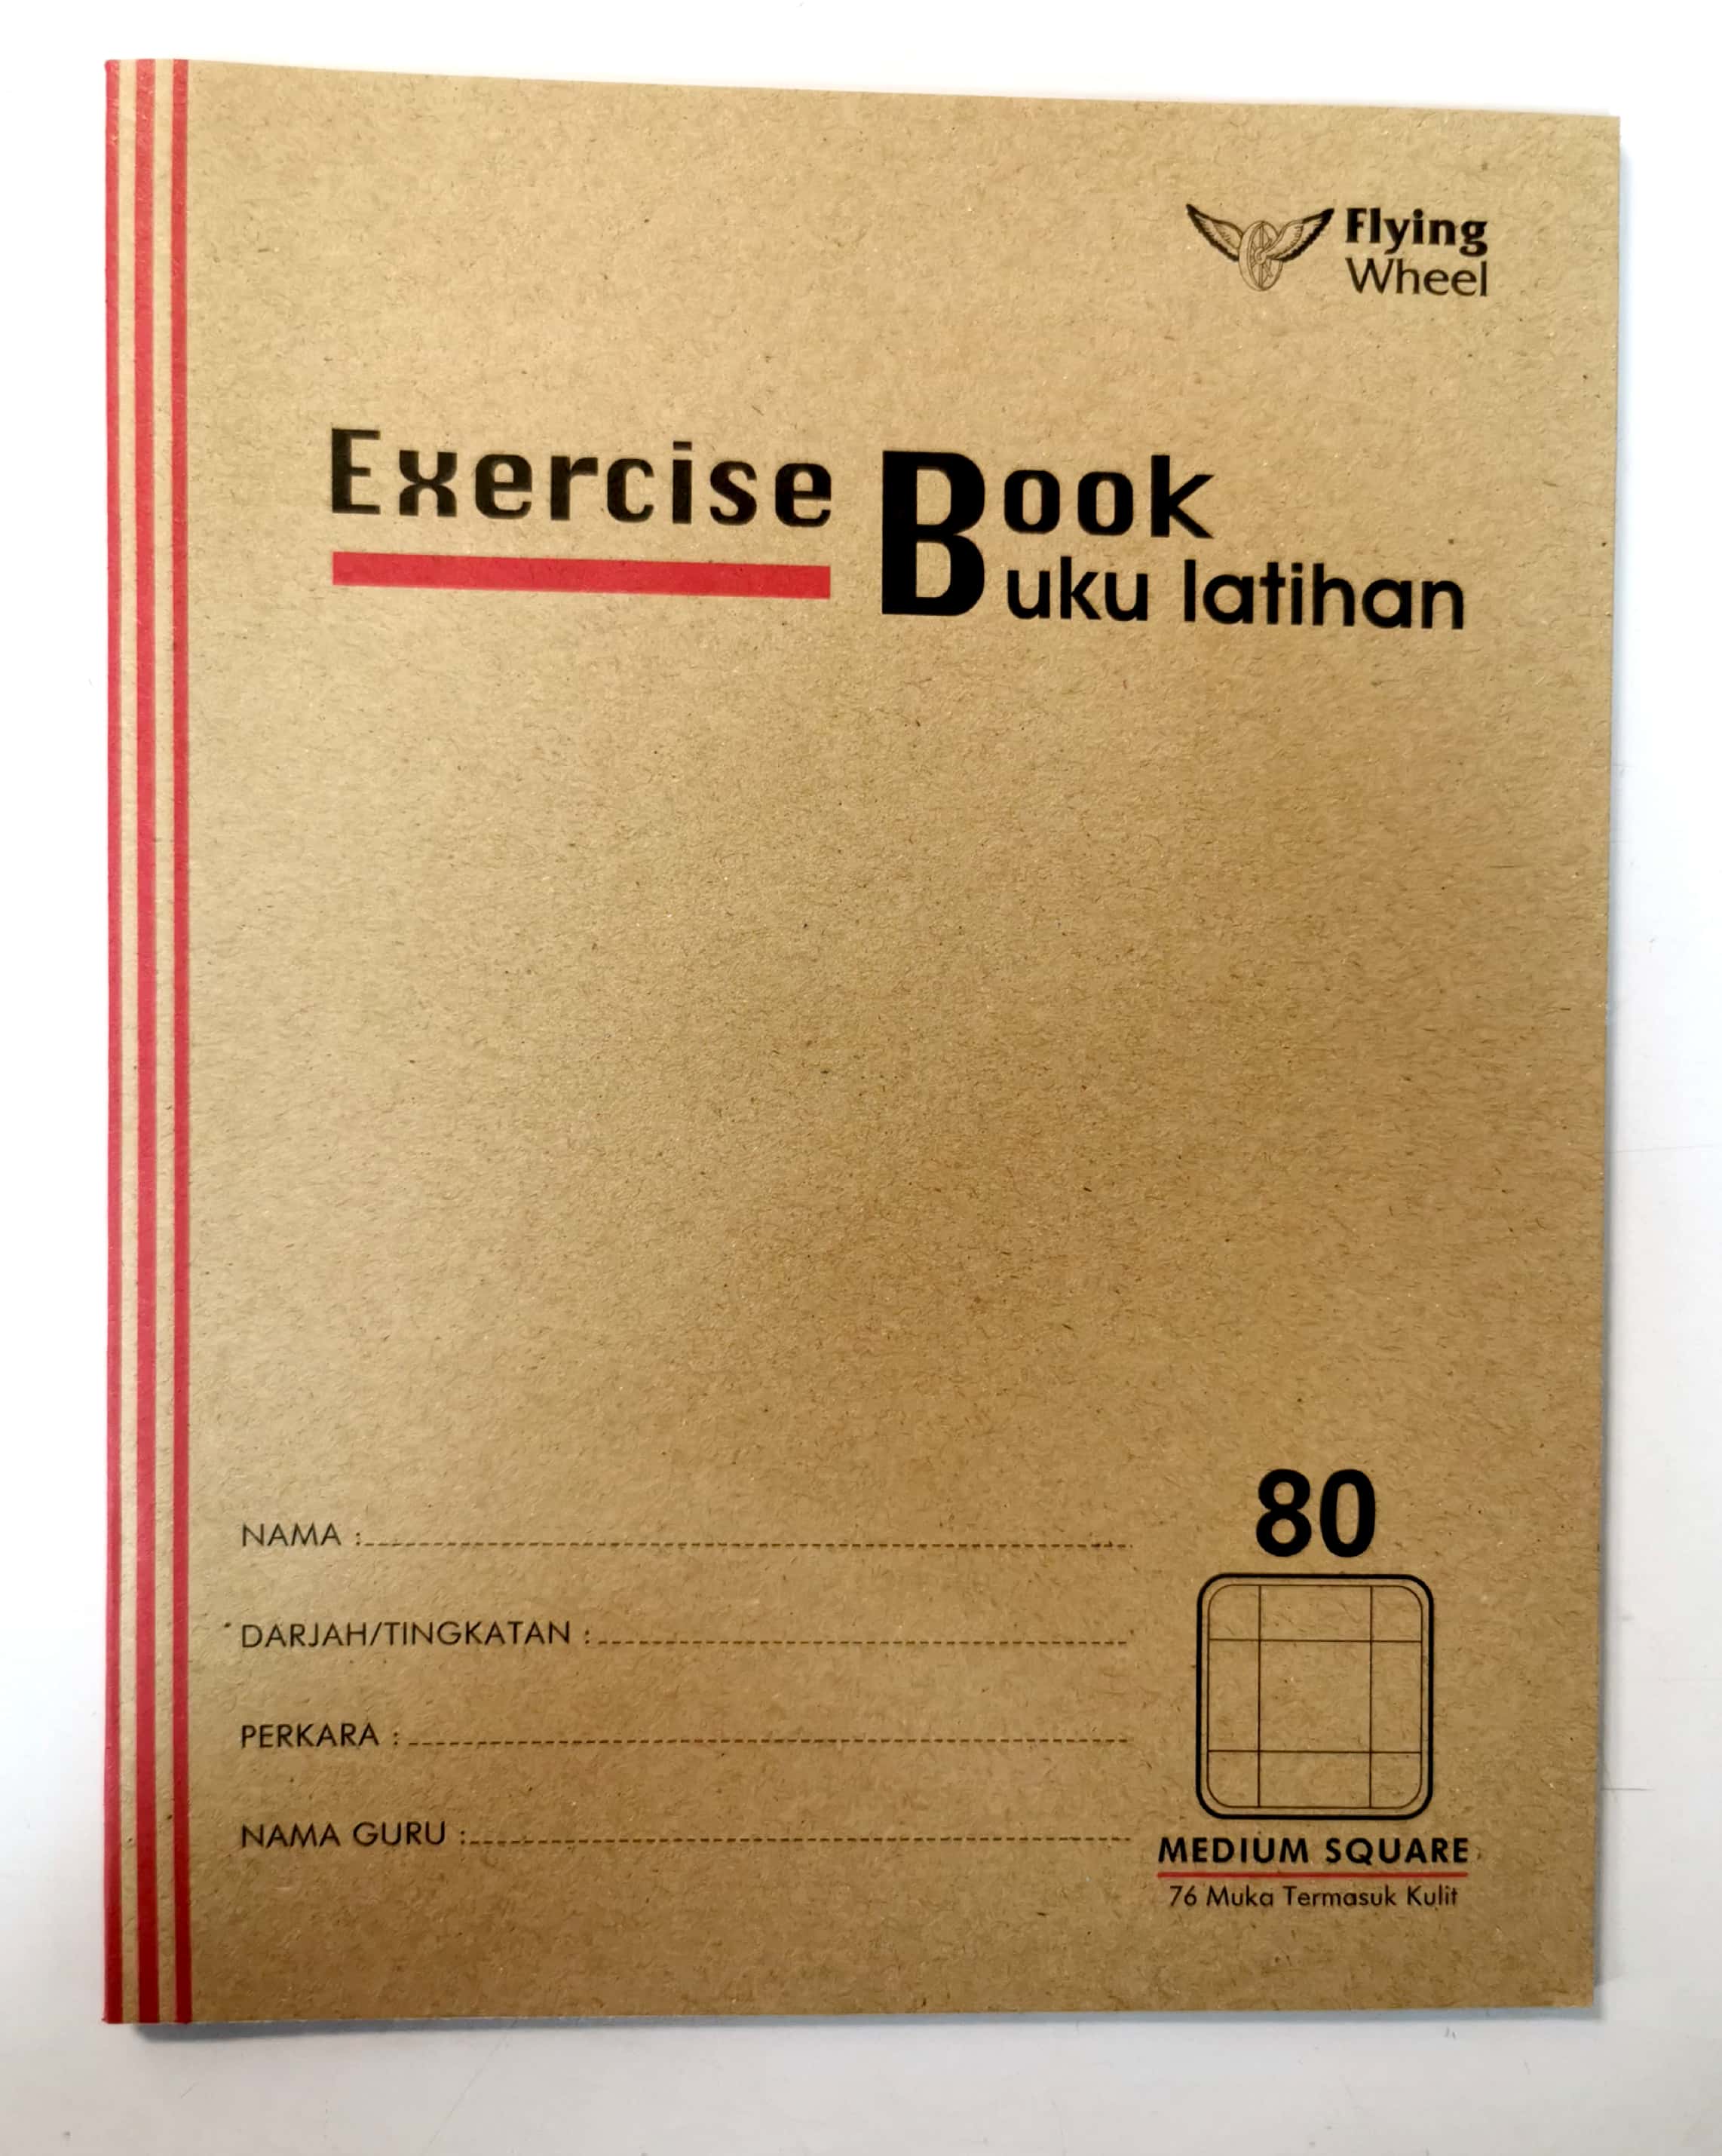 Flying
Wheel
Exercise Book
Buku latihan
80
NAMA :
DARJAH/TINGKATAN :
PERKARA :
NAMA GURU :
MEDIUM SQUARE
76 Muka Termasuk Kulit